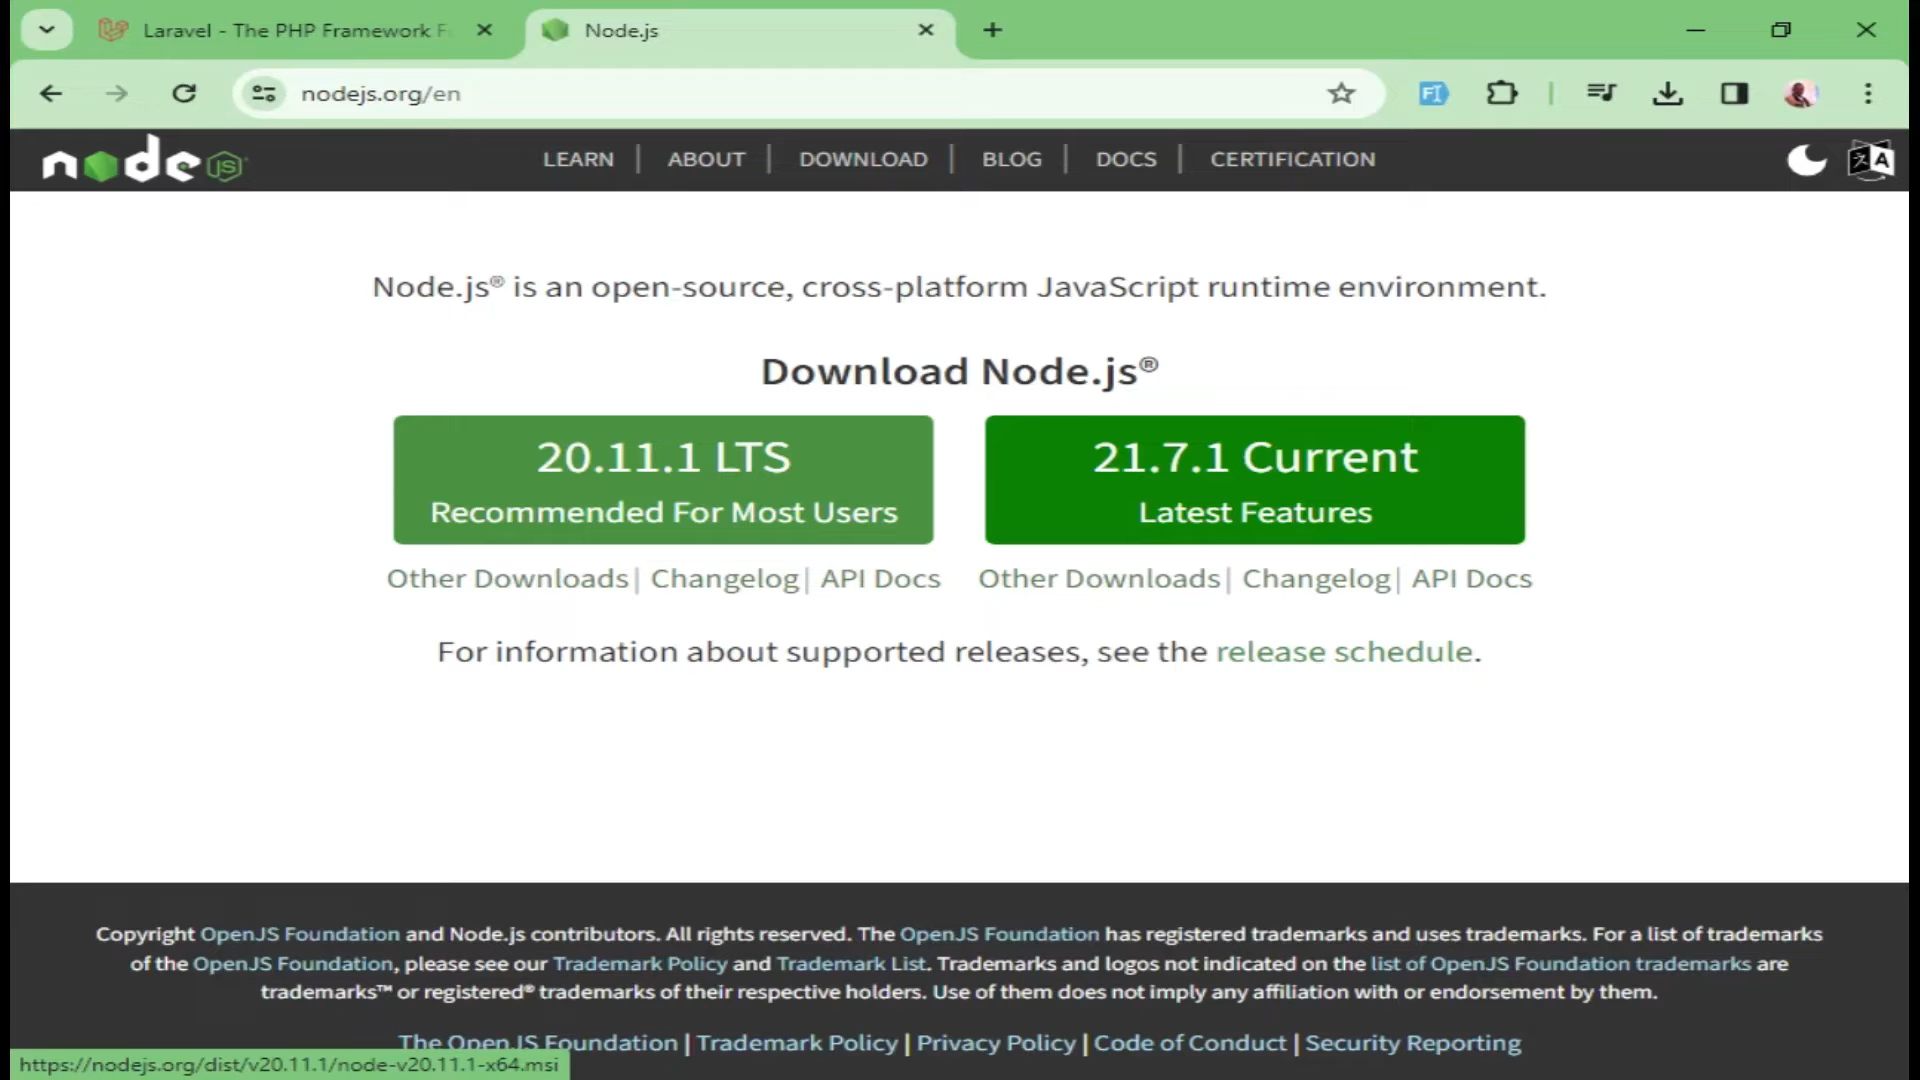 Laravel - The PHP Framework F
Node.js
nodejs.org/en
node JS
LEARN | ABOUT | DOWNLOAD | BLOG | DOCS | CERTIFICATION
Node.js® is an open-source, cross-platform JavaScript runtime environment.
Download Node.js®
20.11.1 LTS
Recommended For Most Users
21.7.1 Current
Latest Features
Other Downloads | Changelog | API Docs
Other Downloads | Changelog | API Docs
For information about supported releases, see the release schedule.
Copyright OpenJS Foundation and Node.js contributors. All rights reserved. The OpenJS Foundation has registered trademarks and uses trademarks. For a list of trademarks
of the OpenJS Foundation, please see our Trademark Policy and Trademark List. Trademarks and logos not indicated on the list of OpenJS Foundation trademarks are
trademarks™ or registered® trademarks of their respective holders. Use of them does not imply any affiliation with or endorsement by them.
The OpenJS Foundation | Trademark Policy | Privacy Policy | Code of Conduct | Security Reporting
https://nodejs.org/dist/v20.11.1/node-v20.11.1-x64.msi